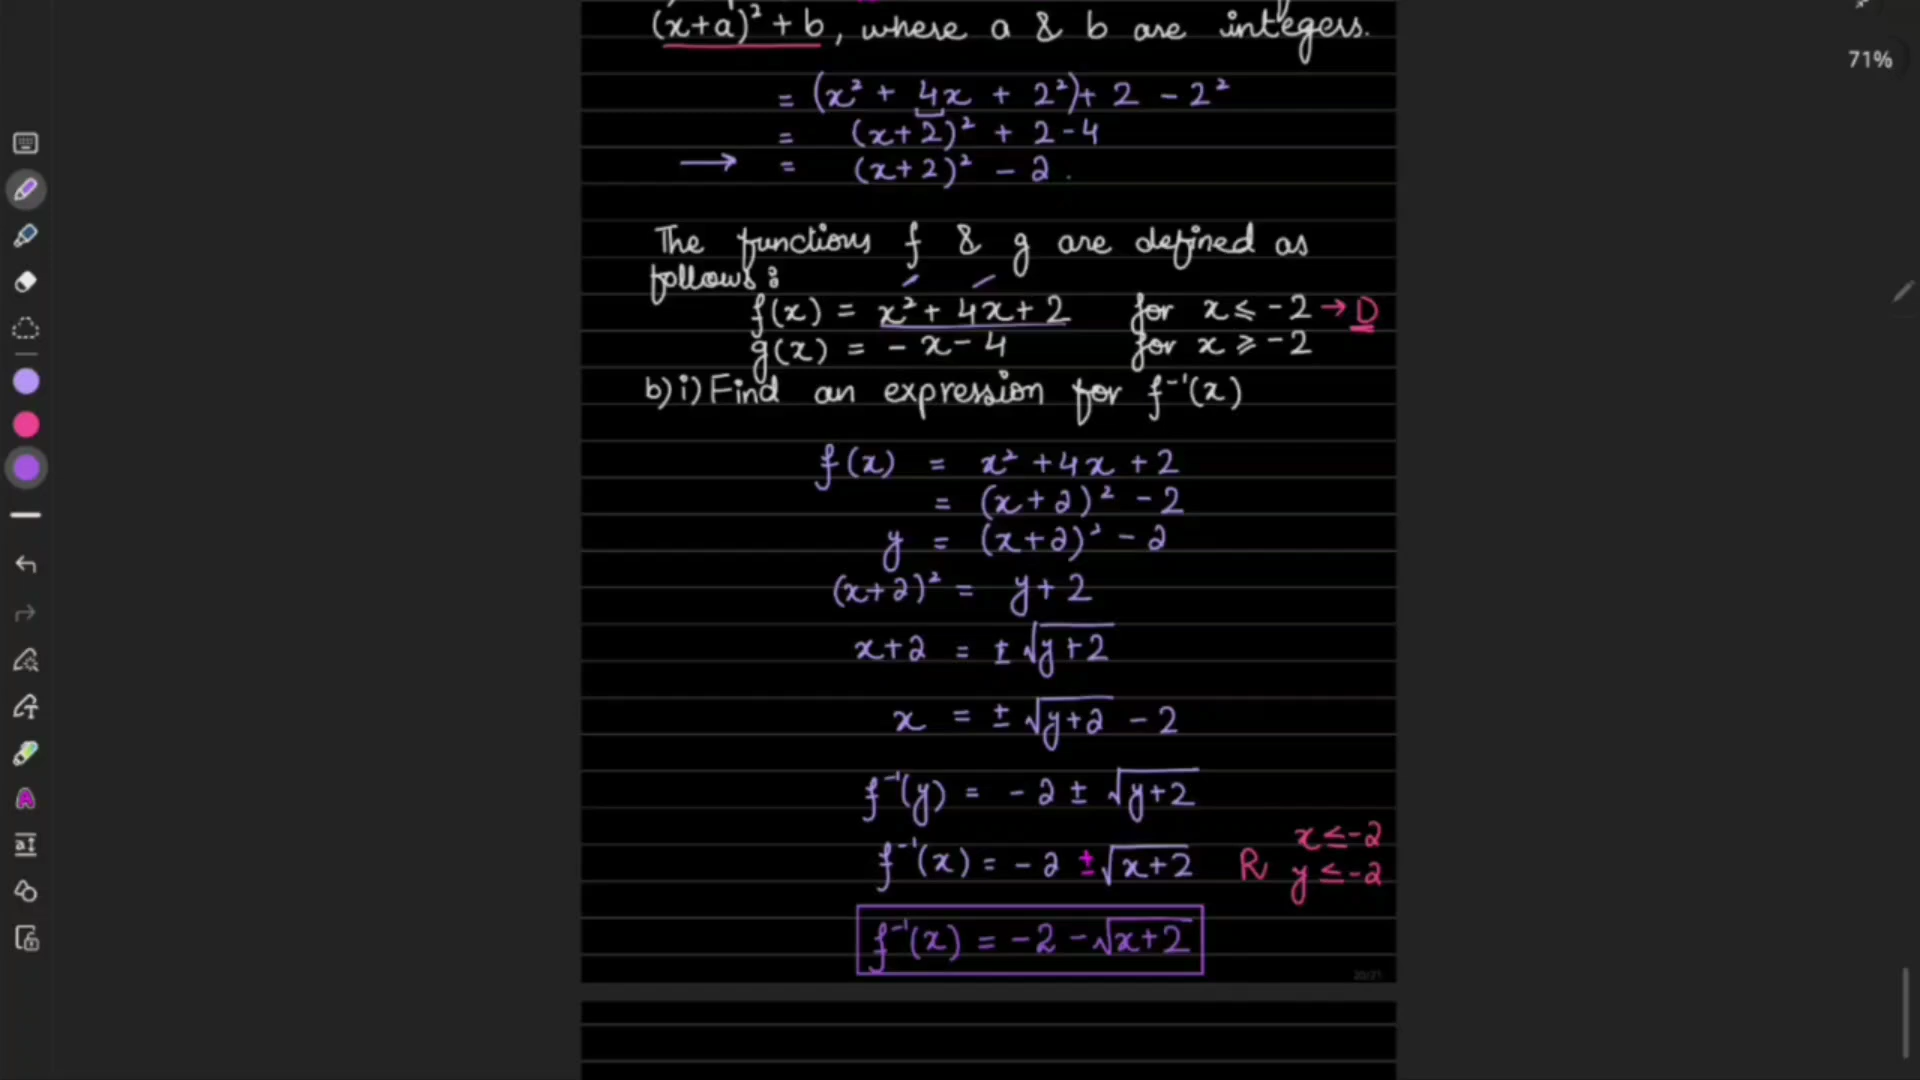 (x+a)² + b, where a & b are integers.
71%
= (x² + 4x + 2²) + 2 - 2²
= (x+2)² + 2-4
→ = (x+2)² - 2.
The functions f & g are defined as
follows:
f(x) = x² + 4x + 2 for x ≤ -2 → D
g(x) = - x - 4 for x ≥ -2
b) i) Find an expression for f⁻¹(x)
f(x) = x² + 4x + 2
= (x+2)² - 2
y = (x+2)² - 2
(x+2)² = y + 2
x+2 = ± √(y+2)
x = ± √(y+2) - 2
f⁻¹(y) = - 2 ± √(y+2)
x ≤ -2
f⁻¹(x) = - 2 ± √(x+2) R y ≤ -2
f⁻¹(x) = -2 - √(x+2)
20/21